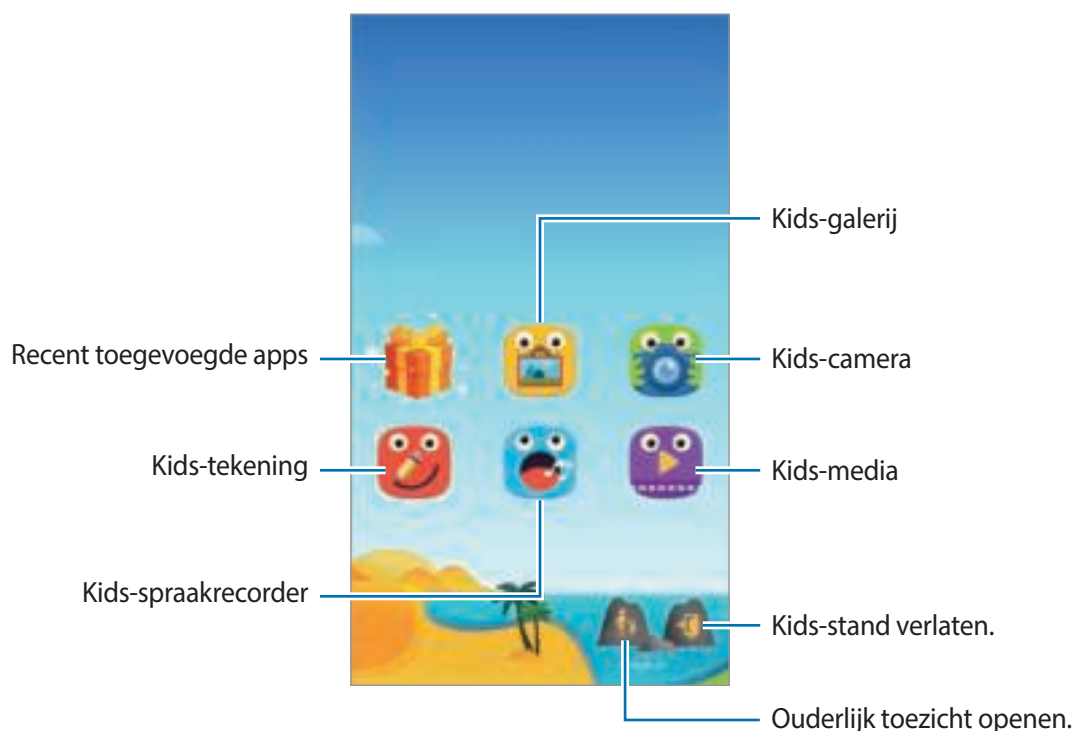 Kids-galerij
Recent toegevoegde apps
Kids-camera
Kids-tekening
Kids-media
Kids-spraakrecorder
Kids-stand verlaten.
Ouderlijk toezicht openen.